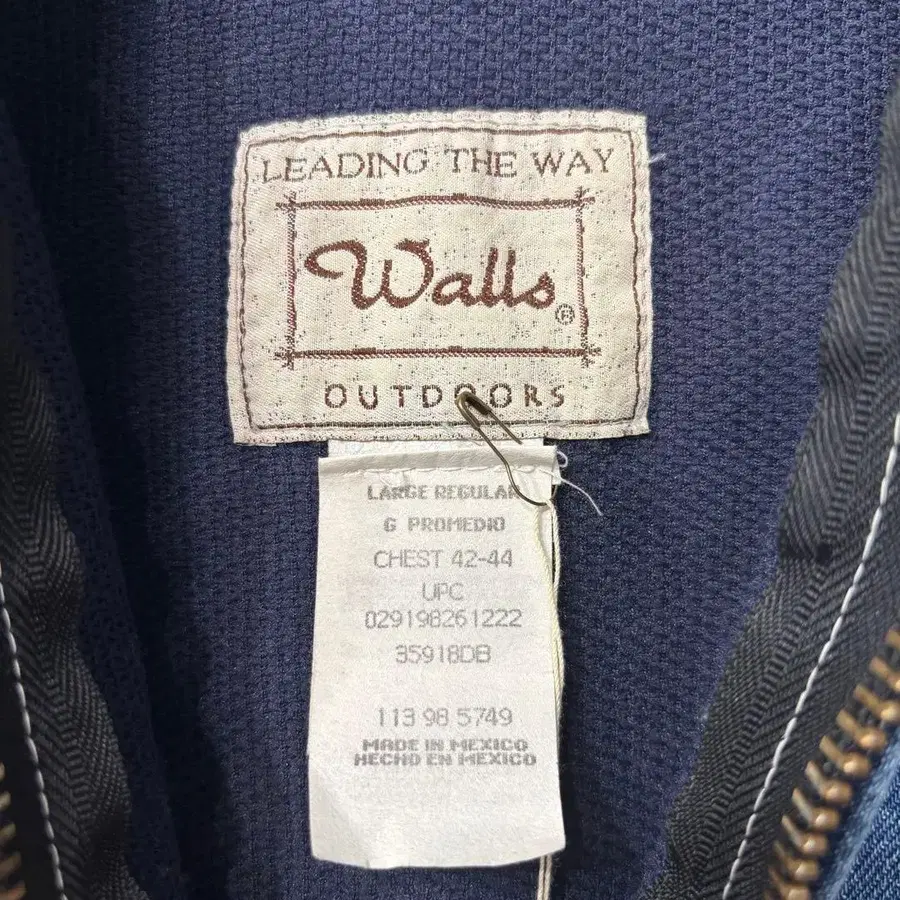 LEADING THE WAY
Walls®
OUTDOORS
LARGE REGULAR
G PROMEDIO
CHEST 42-44
UPC
029198261222
35918DB
113 98 5749
MADE IN MEXICO
HECHO EN MEXICO